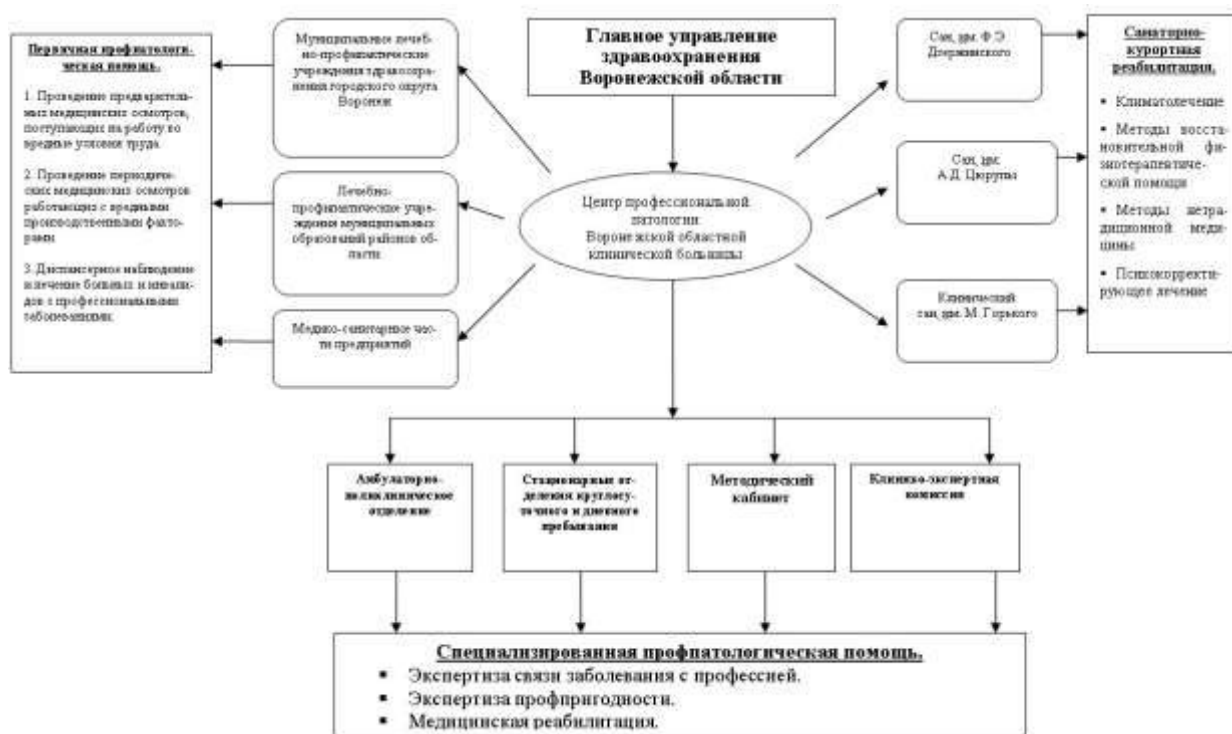 Первичная профпатологи-
ческая помощь.
1. Проведение предваритель-
ных медицинских осмотров,
поступающих на работу во
вредные условия труда.
2. Проведение периодичес-
ких медицинских осмотров
работающих с вредными
производственными факто-
рами
3. Диспансерное наблюдение
и лечение больных и инвали-
дов с профессиональными
заболеваниями.
Муниципальные лечеб-
но-профилактические
учреждения здравоохра-
нения городского округа
Воронеж
Лечебно-
профилактические учреж-
дения муниципальных
образований районов об-
ласти
Медико-санитарные час-
ти предприятий
Главное управление
здравоохранения
Воронежской области
Центр профессиональной
патологии
Воронежской областной
клинической больницы
Сан, им. Ф.Э.
Дзержинского
Сан, им.
А.Д. Цюрупы
Клинический
сан, им. М. Горького
Санаторно-
курортная
реабилитация.
▪ Климатолечение
▪ Методы восста-
новительной фи-
зиотерапевтиче-
ской помощи
▪ Методы нетра-
диционной меди-
цины
▪ Психокорректи-
рующее лечение
Амбулаторно-
поликлиническое
отделение
Стационарные от-
деления круглосу-
точного и дневного
пребывания
Методический
кабинет
Клинико-экспертная
комиссия
Специализированная профпатологическая помощь.
▪ Экспертиза связи заболевания с профессией.
▪ Экспертиза профпригодности.
▪ Медицинская реабилитация.